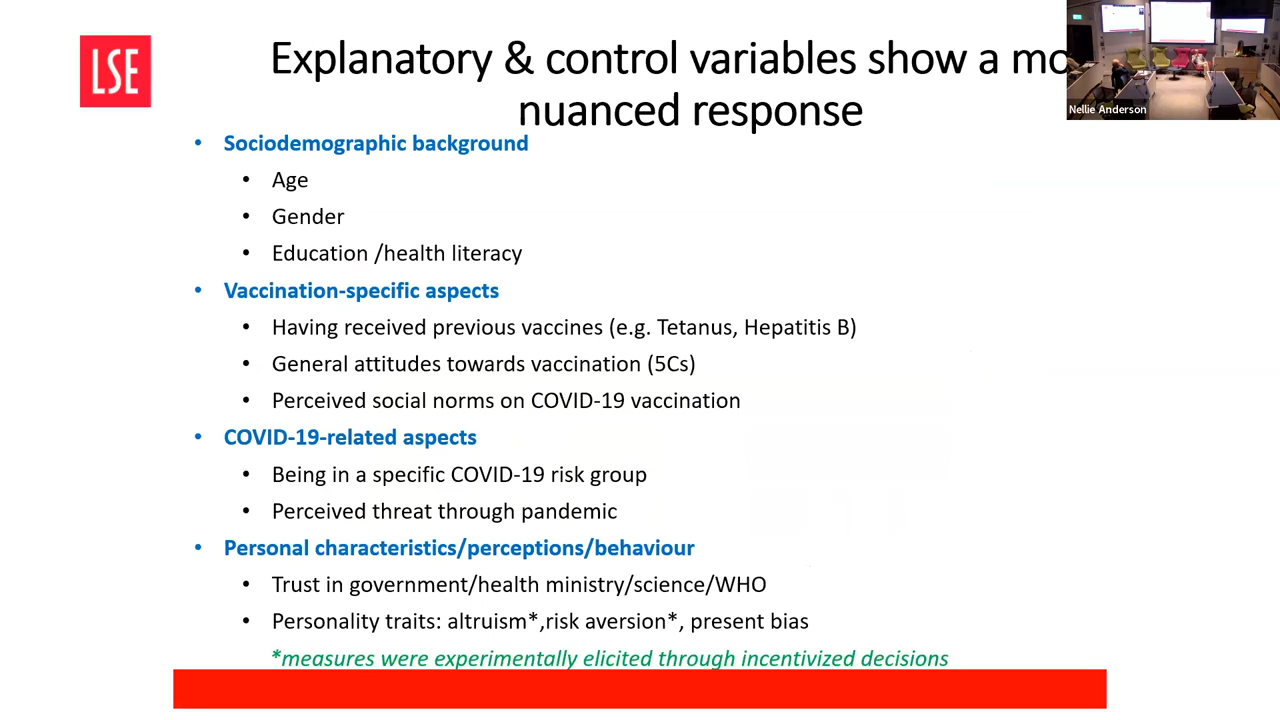 LSE
Explanatory & control variables show a mo
nuanced response
Nellie Anderson
• Sociodemographic background
• Age
• Gender
• Education /health literacy
• Vaccination-specific aspects
• Having received previous vaccines (e.g. Tetanus, Hepatitis B)
• General attitudes towards vaccination (5Cs)
• Perceived social norms on COVID-19 vaccination
• COVID-19-related aspects
• Being in a specific COVID-19 risk group
• Perceived threat through pandemic
• Personal characteristics/perceptions/behaviour
• Trust in government/health ministry/science/WHO
• Personality traits: altruism*,risk aversion*, present bias
*measures were experimentally elicited through incentivized decisions